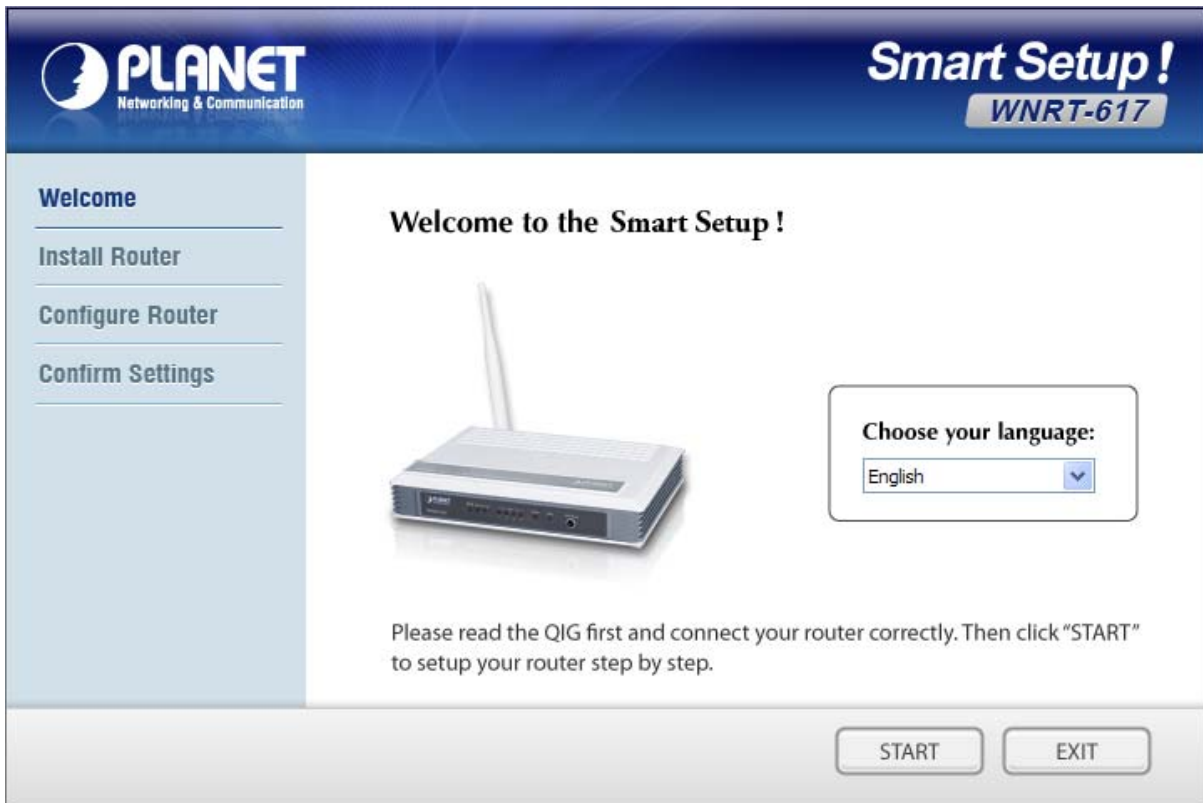 PLANET
Networking & Communication
Smart Setup !
WNRT-617
Welcome
Install Router
Configure Router
Confirm Settings
Welcome to the Smart Setup !
Choose your language:
English
Please read the QIG first and connect your router correctly. Then click “START”
to setup your router step by step.
START
EXIT